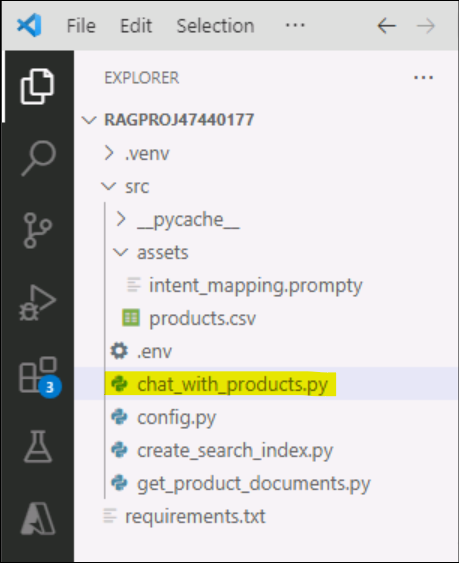 File Edit Selection ...
EXPLORER ...
RAGPROJ47440177
.venv
src
__pycache__
assets
intent_mapping.prompty
products.csv
.env
chat_with_products.py
3
config.py
create_search_index.py
get_product_documents.py
requirements.txt